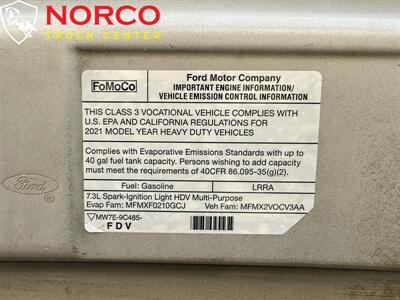 NORCO
TRUCK CENTER
FoMoCo
Ford Motor Company
IMPORTANT ENGINE INFORMATION/
VEHICLE EMISSION CONTROL INFORMATION
THIS CLASS 3 VOCATIONAL VEHICLE COMPLIES WITH
U.S. EPA AND CALIFORNIA REGULATIONS FOR
2021 MODEL YEAR HEAVY DUTY VEHICLES
Complies with Evaporative Emissions Standards with up to
40 gal fuel tank capacity. Persons wishing to add capacity
must meet the requirements of 40CFR 86.095-35(g)(2).
Fuel: Gasoline LRRA
7.3L Spark-Ignition Light HDV Multi-Purpose
Evap Fam: MFMXF0210GCJ Veh Fam: MFMX2VOCV3AA
MW7E-9C485-
FDV
Ford